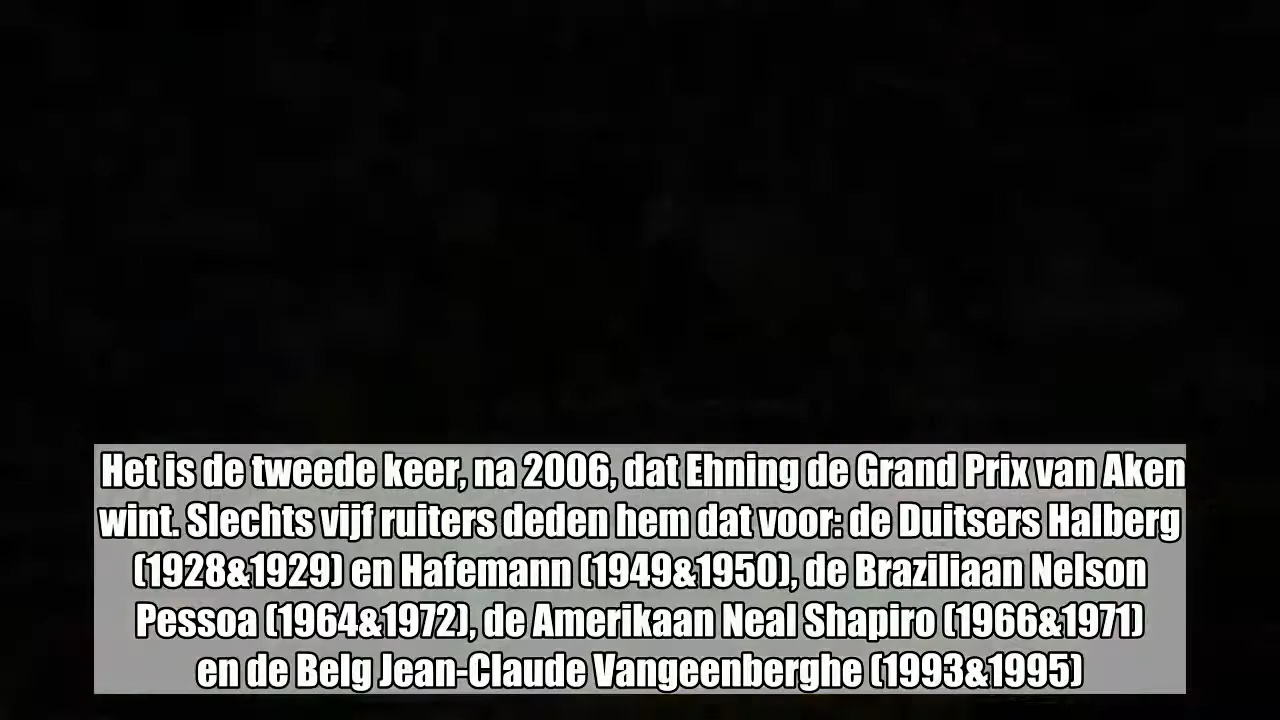 Het is de tweede keer, na 2006, dat Ehning de Grand Prix van Aken
wint. Slechts vijf ruiters deden hem dat voor: de Duitsers Halberg
(1928&1929) en Hafemann (1949&1950), de Braziliaan Nelson
Pessoa (1964&1972), de Amerikaan Neal Shapiro (1966&1971)
en de Belg Jean-Claude Vangeenberghe (1993&1995)